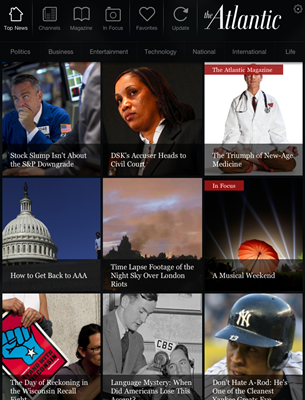 Top News
Channels
Magazine
In Focus
Favorites
Update
the Atlantic
Politics
Business
Entertainment
Technology
National
International
Life
Stock Slump Isn't About
the S&P Downgrade
DSK's Accuser Heads to
Civil Court
The Atlantic Magazine
The Triumph of New-Age
Medicine
How to Get Back to AAA
Time Lapse Footage of the
Night Sky Over London
Riots
In Focus
A Musical Weekend
The Day of Reckoning in
the Wisconsin Recall
Fight
CBS
Language Mystery: When
Did Americans Lose This
Accent?
Don't Hate A-Rod: He's
One of the Cleanest
Yankee Greats Ever